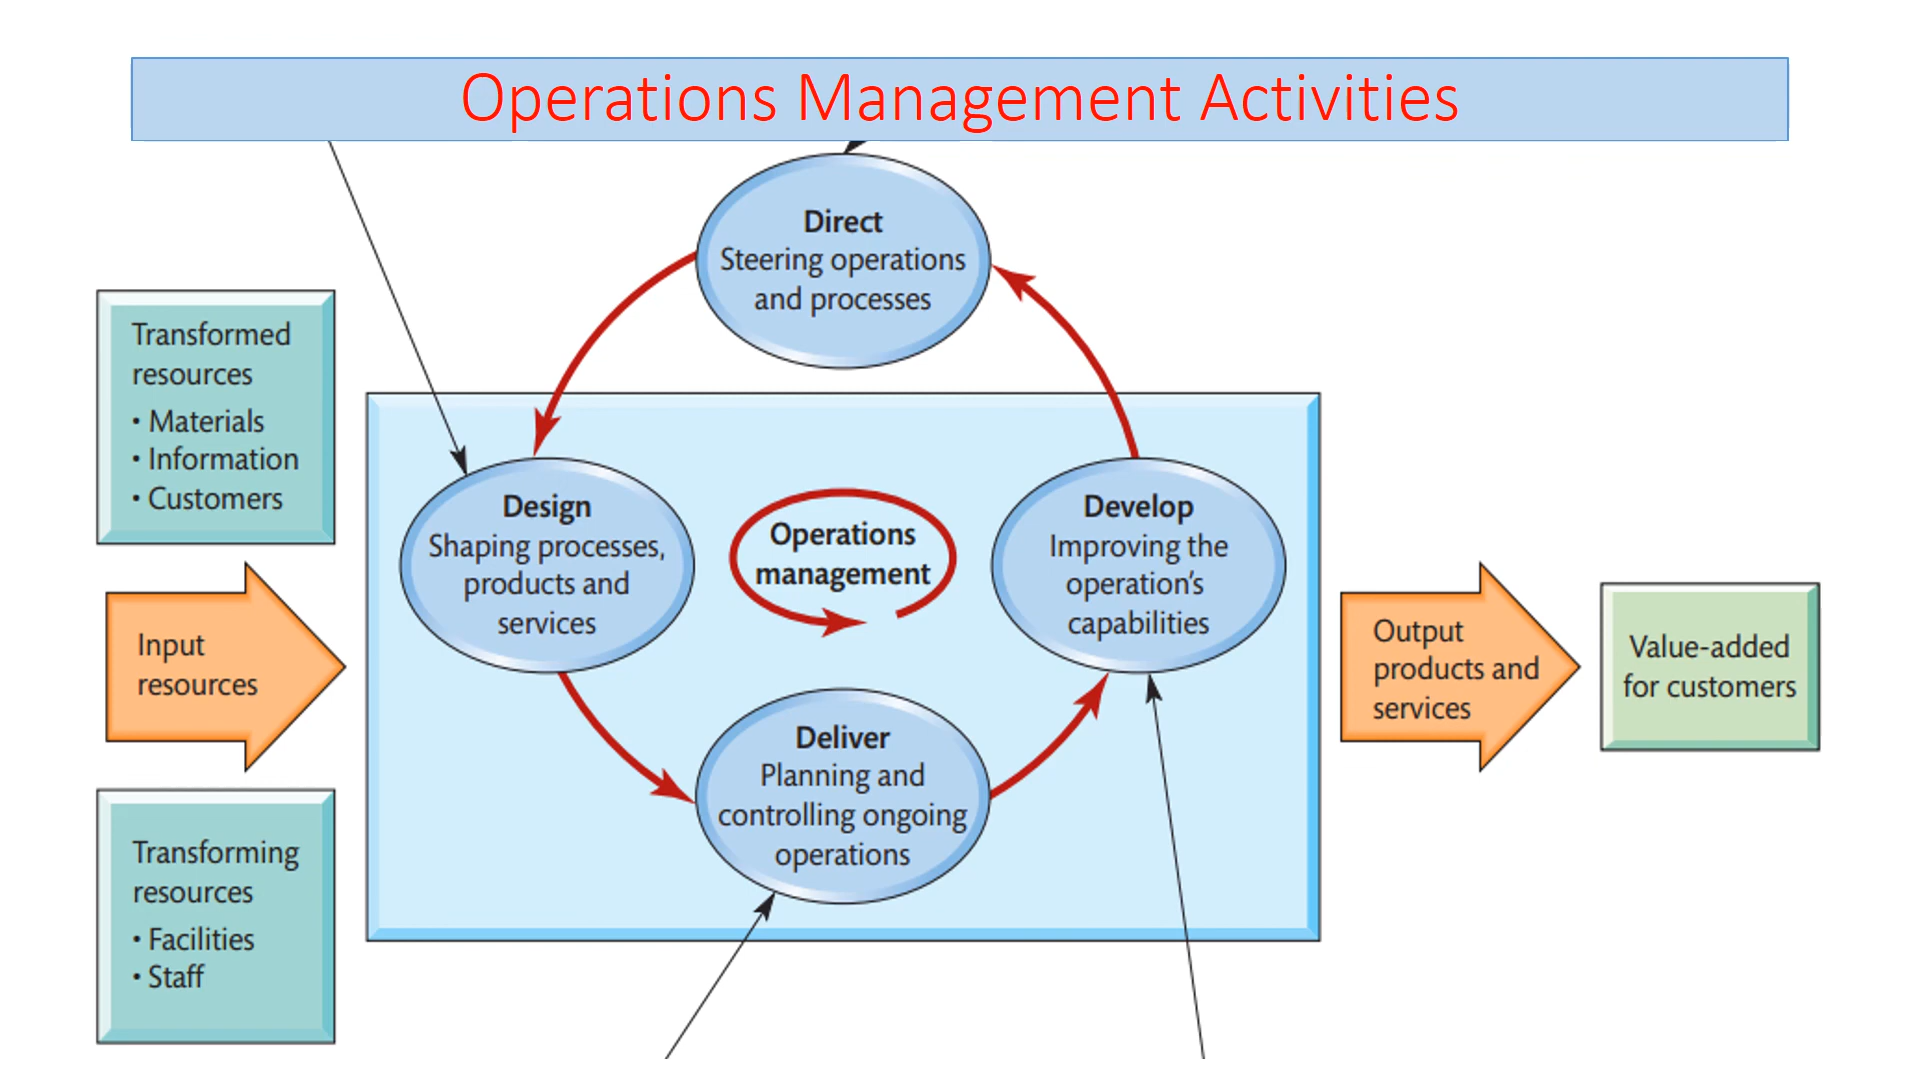 Operations Management Activities
Direct
Steering operations
and processes
Transformed
resources
• Materials
• Information
• Customers
Design
Shaping processes,
products and
services
Operations
management
Develop
Improving the
operation's
capabilities
Input
resources
Output
products and
services
Value-added
for customers
Deliver
Planning and
controlling ongoing
operations
Transforming
resources
• Facilities
• Staff